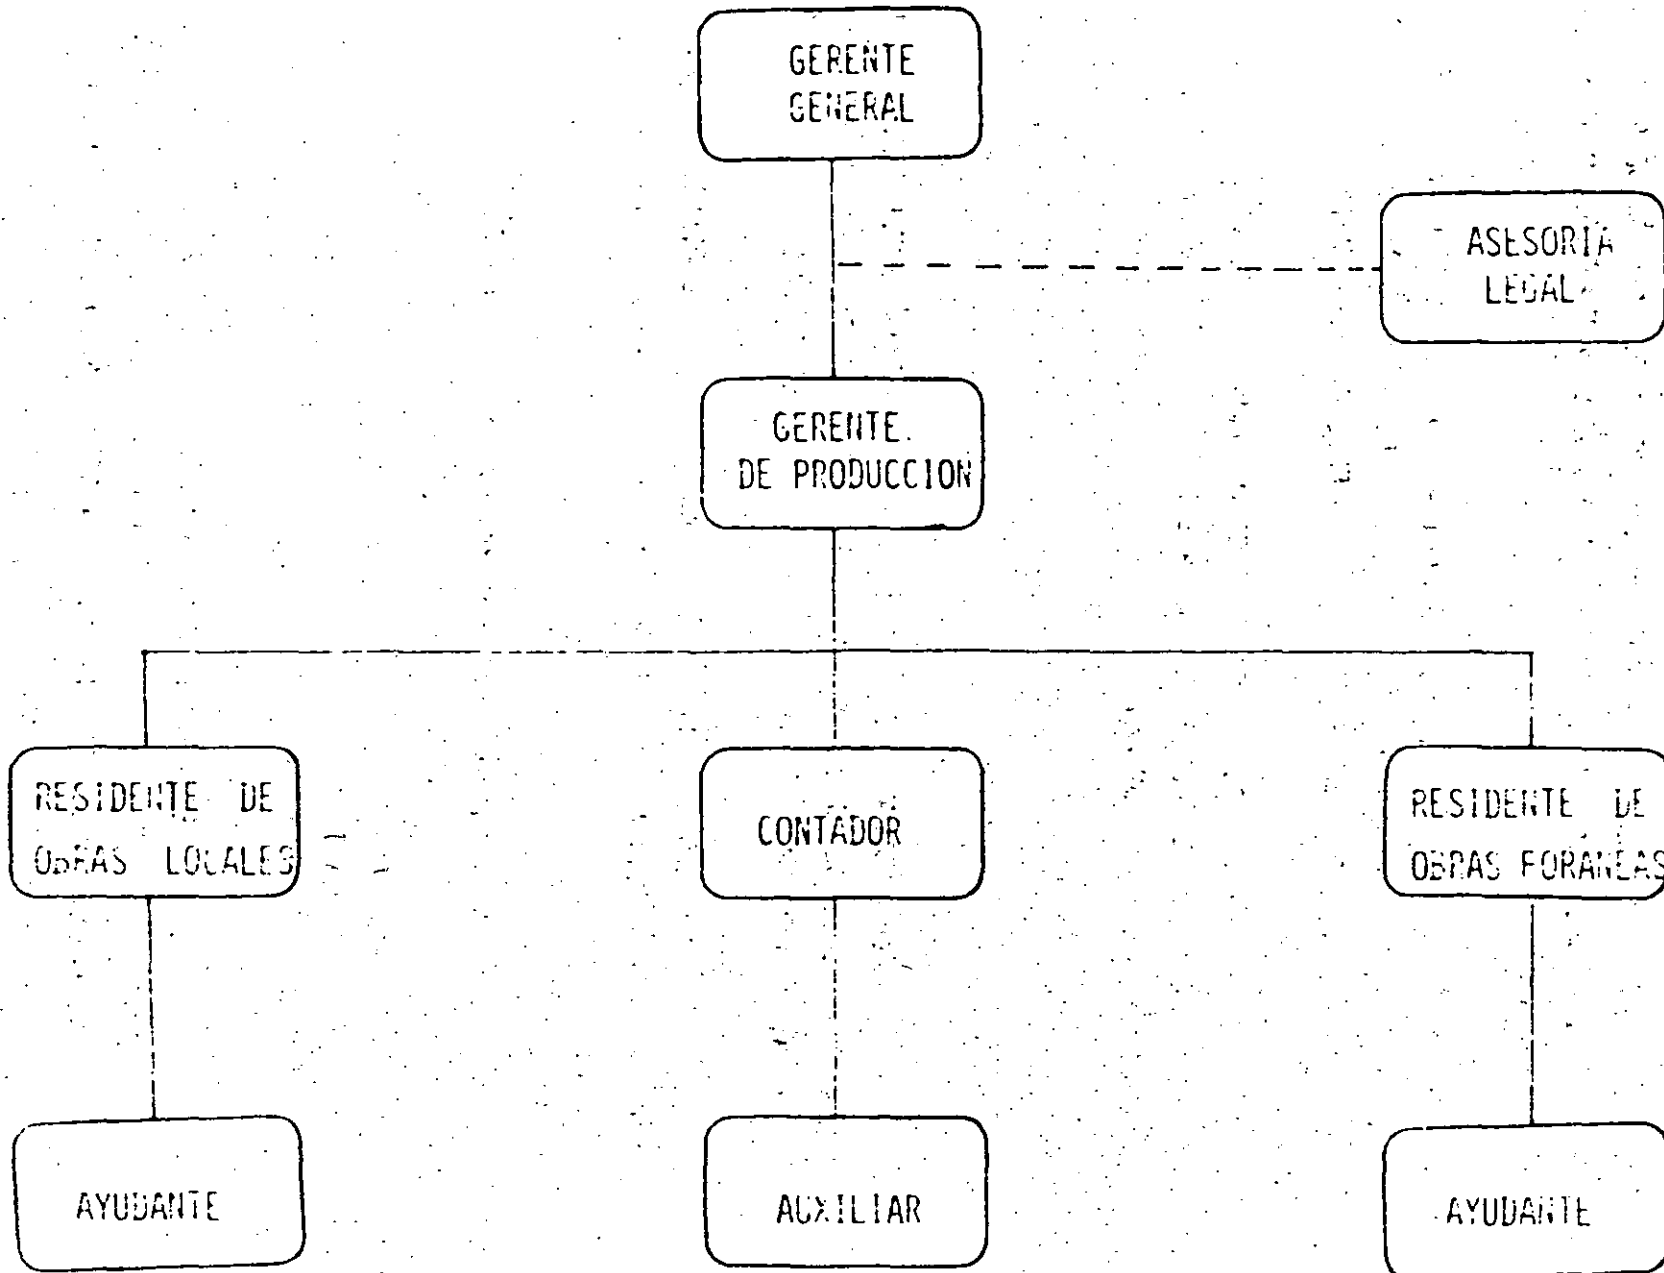 GERENTE
GENERAL
ASESORIA
LEGAL
GERENTE
DE PRODUCCION
RESIDENTE DE
OBRAS LOCALES
CONTADOR
RESIDENTE DE
OBRAS FORANEAS
AYUDANTE
AUXILIAR
AYUDANTE